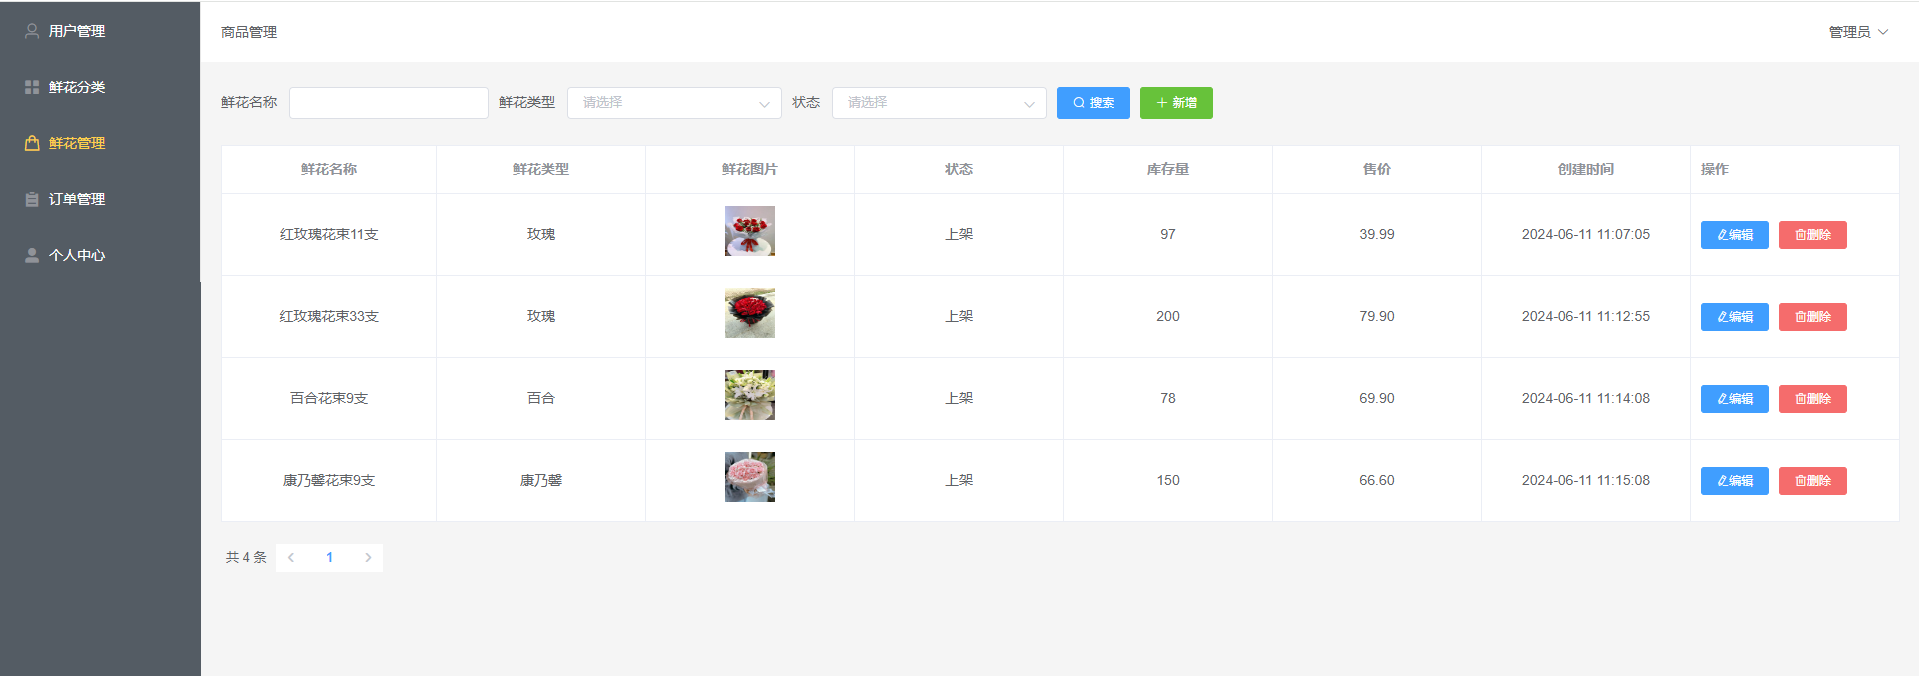 用户管理
鲜花分类
鲜花管理
订单管理
个人中心
商品管理 管理员
鲜花名称 鲜花类型 请选择 状态 请选择 搜索 新增
鲜花名称 鲜花类型 鲜花图片 状态 库存量 售价 创建时间 操作
红玫瑰花束11支 玫瑰 上架 97 39.99 2024-06-11 11:07:05 编辑 删除
红玫瑰花束33支 玫瑰 上架 200 79.90 2024-06-11 11:12:55 编辑 删除
百合花束9支 百合 上架 78 69.90 2024-06-11 11:14:08 编辑 删除
康乃馨花束9支 康乃馨 上架 150 66.60 2024-06-11 11:15:08 编辑 删除
共 4 条 1